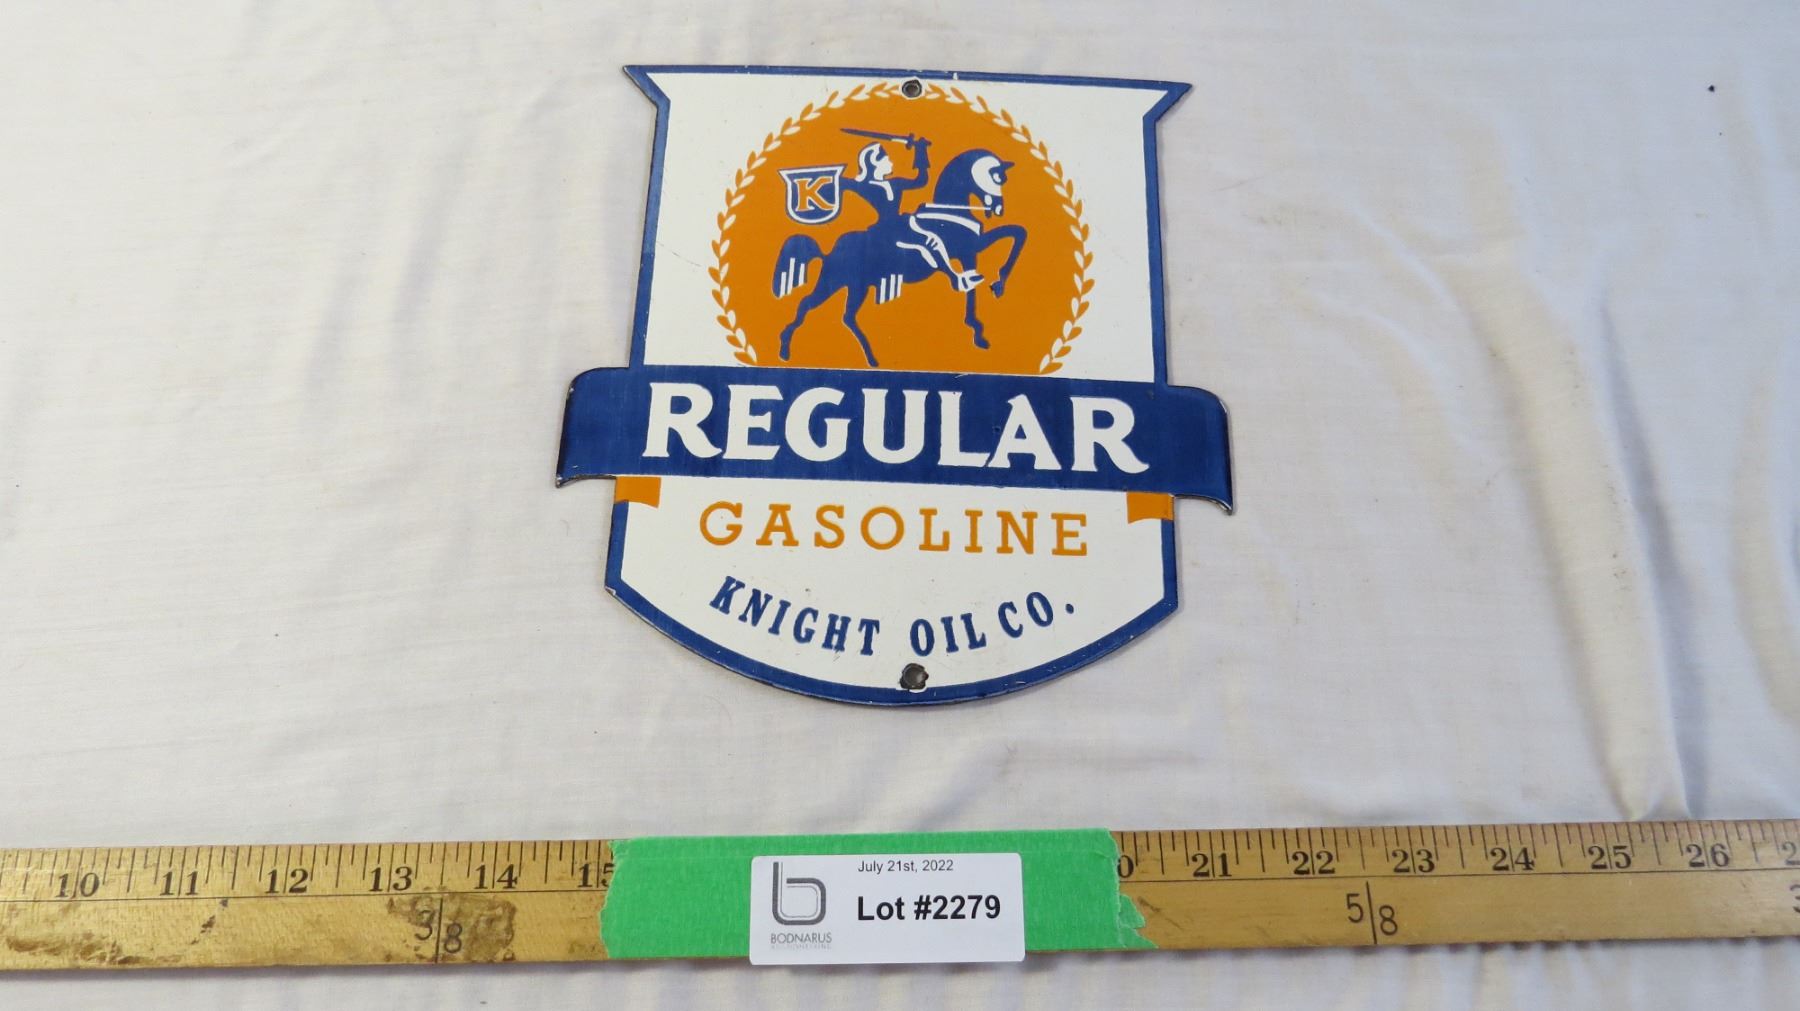 K
REGULAR
GASOLINE
KNIGHT OIL CO.
10 11 12 13 14 15 21 22 23 24 25 26
3/8 5/8
July 21st, 2022
Lot #2279
b
BODNARUS
AUCTIONEERING